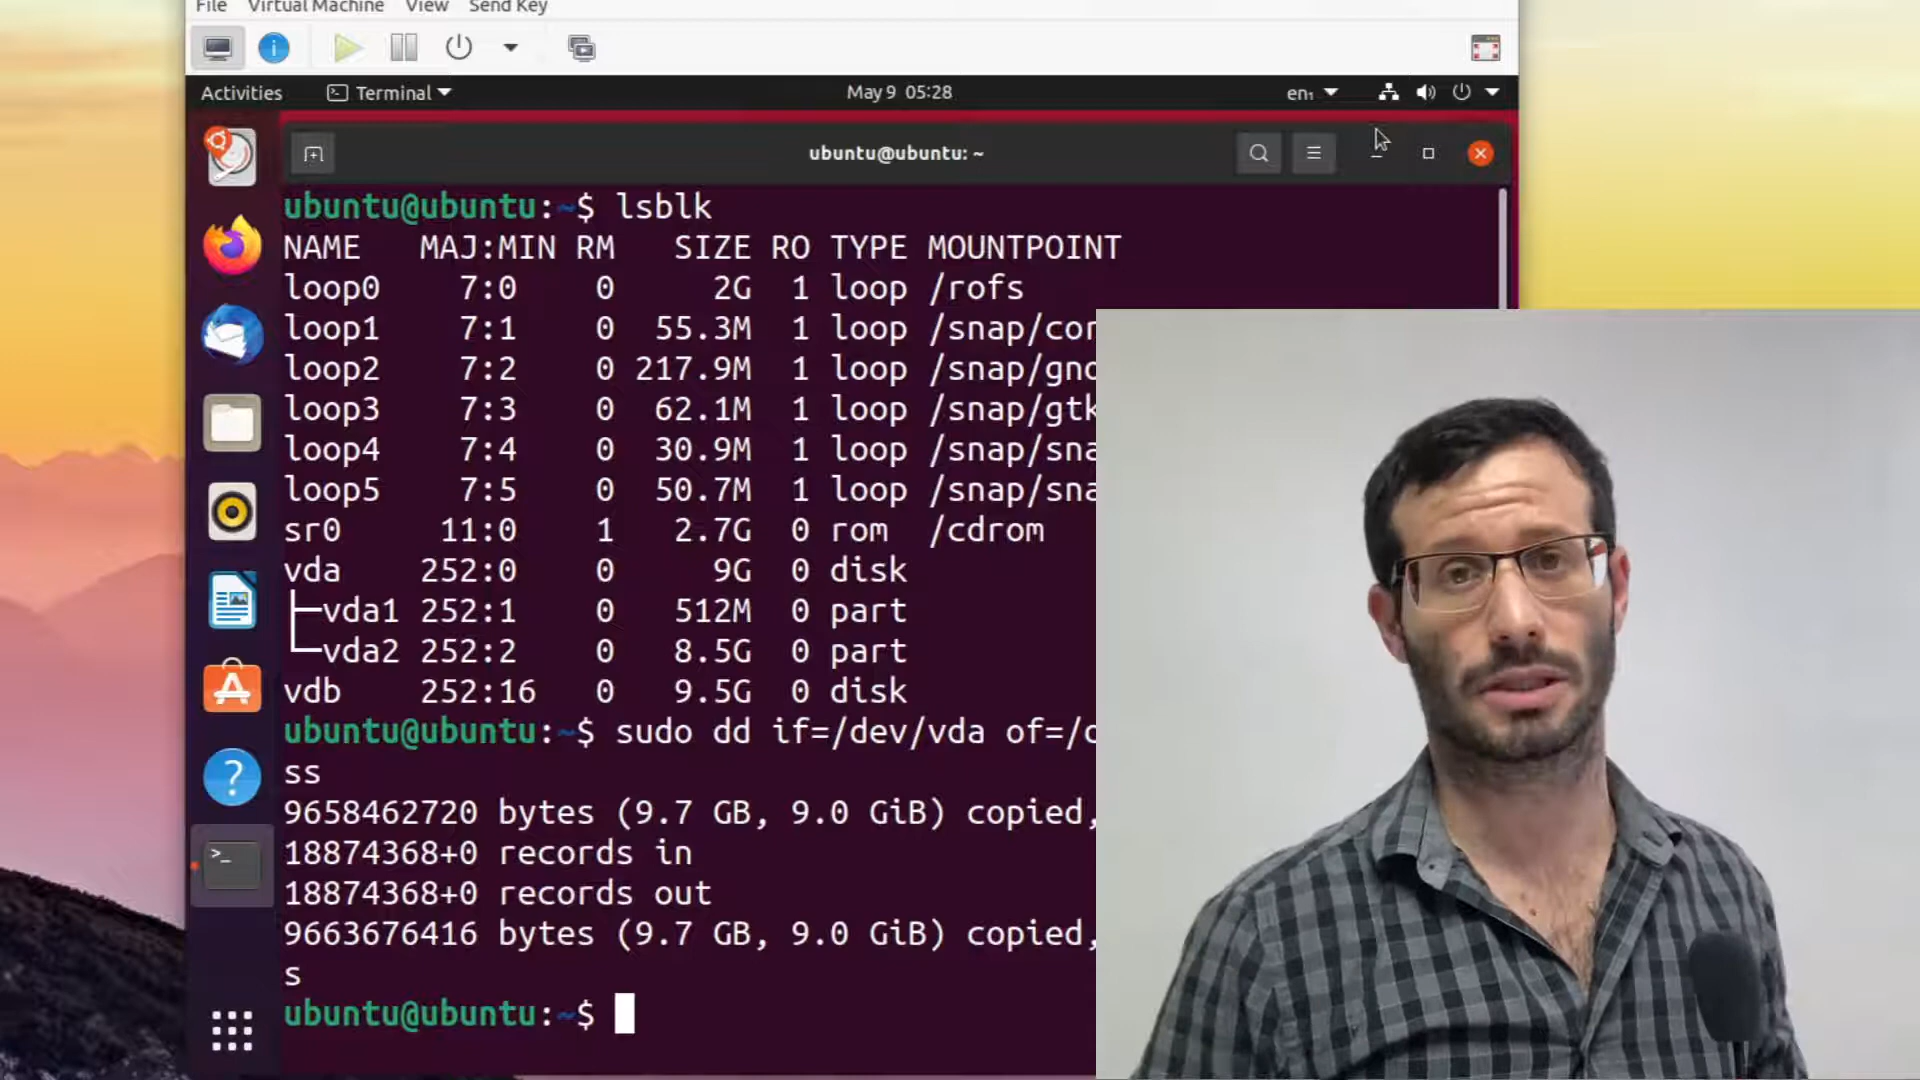 File Virtual Machine View Send Key
Activities Terminal May 9 05:28 en₁
ubuntu@ubuntu: ~
ubuntu@ubuntu:~$ lsblk
NAME MAJ:MIN RM SIZE RO TYPE MOUNTPOINT
loop0 7:0 0 2G 1 loop /rofs
loop1 7:1 0 55.3M 1 loop /snap/cor
loop2 7:2 0 217.9M 1 loop /snap/gno
loop3 7:3 0 62.1M 1 loop /snap/gtk
loop4 7:4 0 30.9M 1 loop /snap/sna
loop5 7:5 0 50.7M 1 loop /snap/sna
sr0 11:0 1 2.7G 0 rom /cdrom
vda 252:0 0 9G 0 disk
├─vda1 252:1 0 512M 0 part
└─vda2 252:2 0 8.5G 0 part
vdb 252:16 0 9.5G 0 disk
ubuntu@ubuntu:~$ sudo dd if=/dev/vda of=/
ss
9658462720 bytes (9.7 GB, 9.0 GiB) copied,
18874368+0 records in
18874368+0 records out
9663676416 bytes (9.7 GB, 9.0 GiB) copied,
s
ubuntu@ubuntu:~$